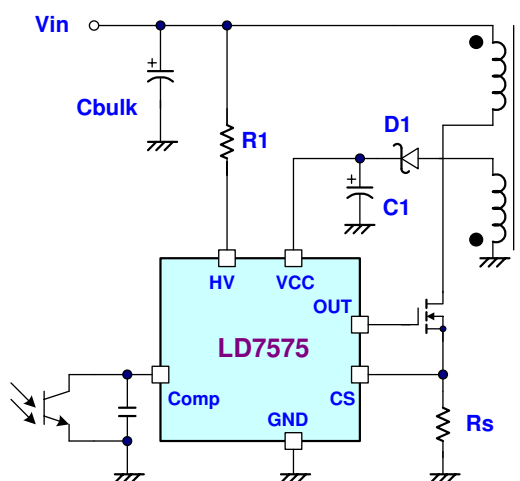 Vin
Cbulk
R1
D1
C1
HV
VCC
OUT
LD7575
Comp
CS
GND
Rs